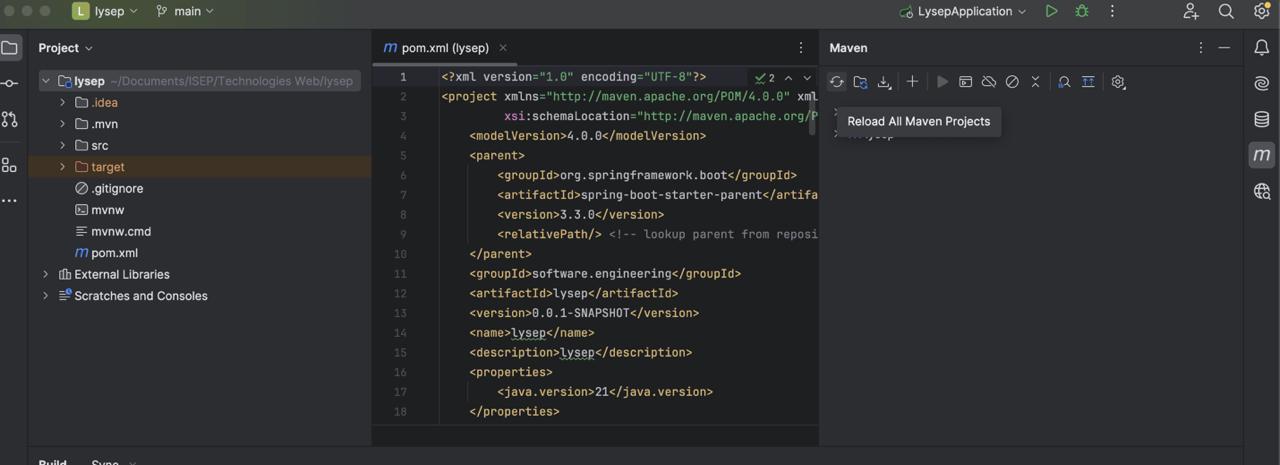 L lysep main LysepApplication
Project
lysep ~/Documents/ISEP/Technologies Web/lysep
.idea
.mvn
src
target
.gitignore
mvnw
mvnw.cmd
pom.xml
External Libraries
Scratches and Consoles
pom.xml (lysep)
2
1 <?xml version="1.0" encoding="UTF-8"?>
2 <project xmlns="http://maven.apache.org/POM/4.0.0" xml
3 xsi:schemaLocation="http://maven.apache.org/P
4 <modelVersion>4.0.0</modelVersion>
5 <parent>
6 <groupId>org.springframework.boot</groupId>
7 <artifactId>spring-boot-starter-parent</artifa
8 <version>3.3.0</version>
9 <relativePath/> <!-- lookup parent from reposi
10 </parent>
11 <groupId>software.engineering</groupId>
12 <artifactId>lysep</artifactId>
13 <version>0.0.1-SNAPSHOT</version>
14 <name>lysep</name>
15 <description>lysep</description>
16 <properties>
17 <java.version>21</java.version>
18 </properties>
Maven
Reload All Maven Projects
lysep
Build Sync